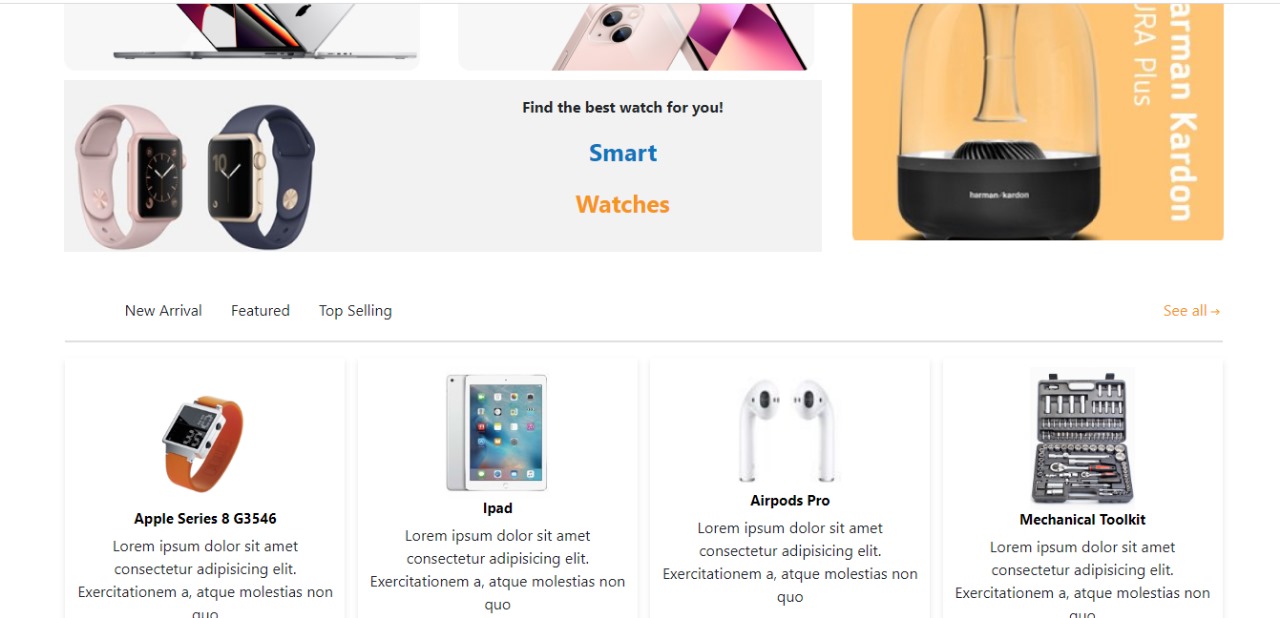 Find the best watch for you!
Smart
Watches
harman/kardon
arman Kardon
URA Plus
New Arrival Featured Top Selling
See all →
Apple Series 8 G3546
Lorem ipsum dolor sit amet
consectetur adipisicing elit.
Exercitationem a, atque molestias non
quo
Ipad
Lorem ipsum dolor sit amet
consectetur adipisicing elit.
Exercitationem a, atque molestias non
quo
Airpods Pro
Lorem ipsum dolor sit amet
consectetur adipisicing elit.
Exercitationem a, atque molestias non
quo
Mechanical Toolkit
Lorem ipsum dolor sit amet
consectetur adipisicing elit.
Exercitationem a, atque molestias non
quo